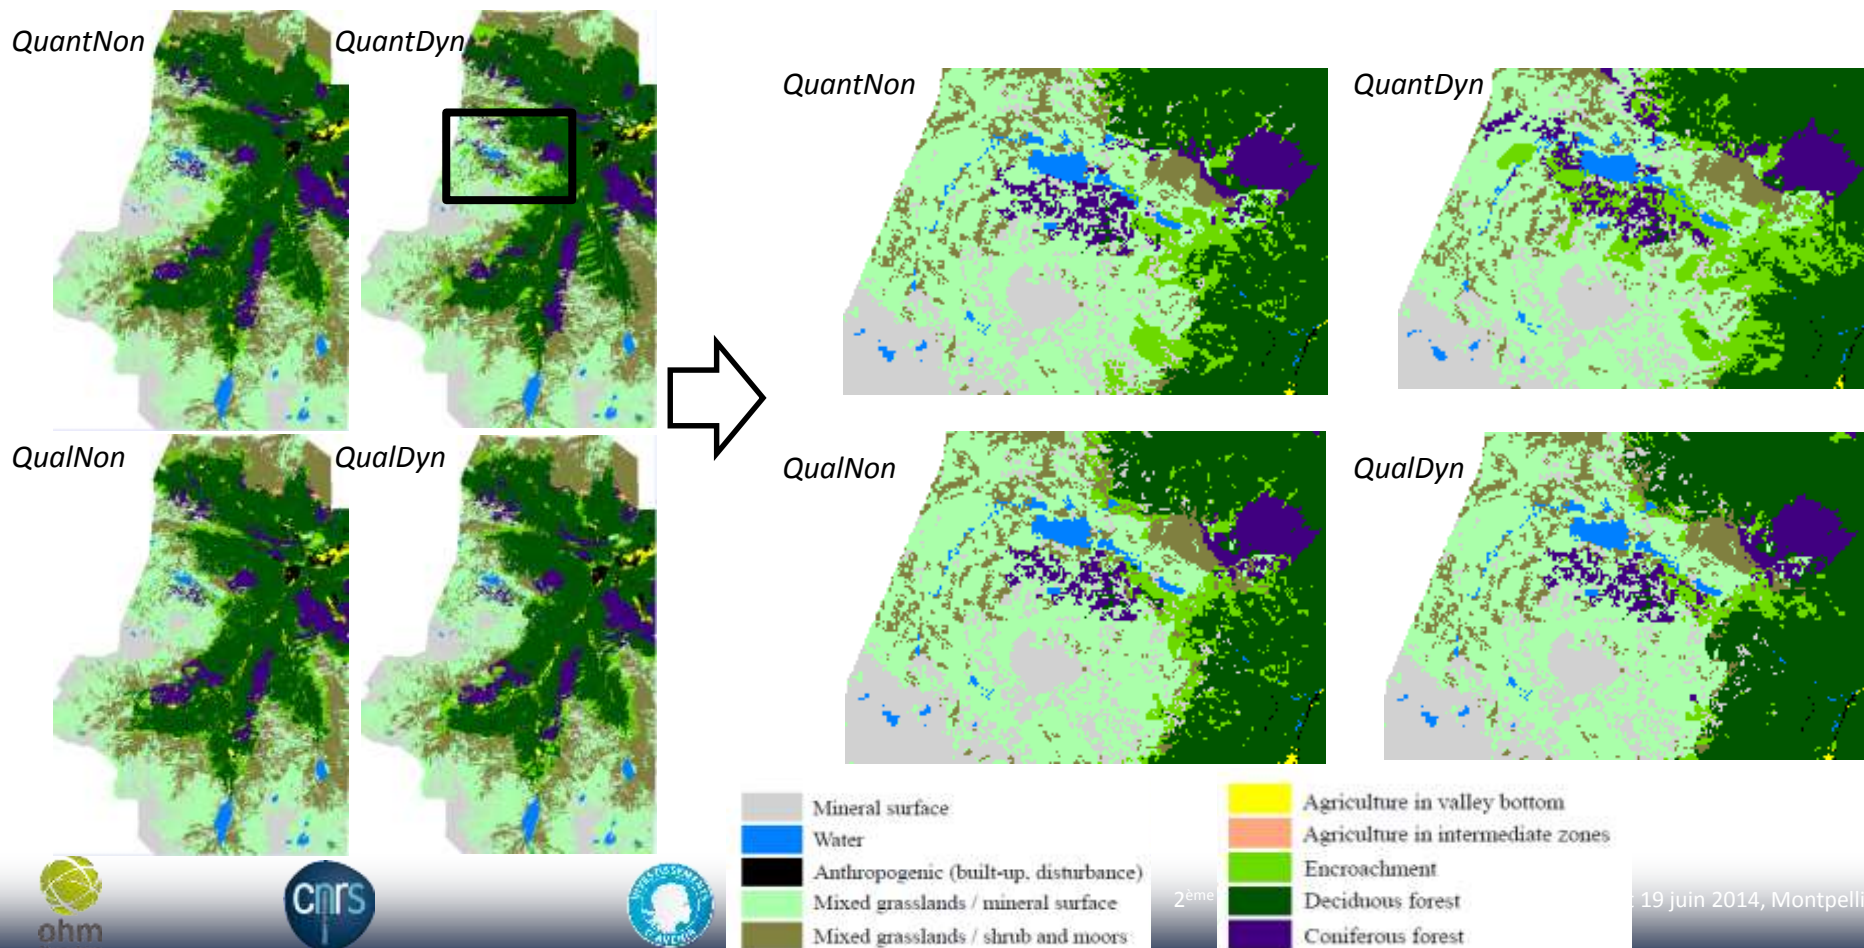 QuantNon
QuantDyn
QualNon
QualDyn
QuantNon
QuantDyn
QualNon
QualDyn
Mineral surface
Water
Anthropogenic (built-up, disturbance)
Mixed grasslands / mineral surface
Mixed grasslands / shrub and moors
Agriculture in valley bottom
Agriculture in intermediate zones
Encroachment
Deciduous forest
Coniferous forest
ohm
cnrs
INVESTISSEMENTS
D'AVENIR
2ème
19 juin 2014, Montpelli